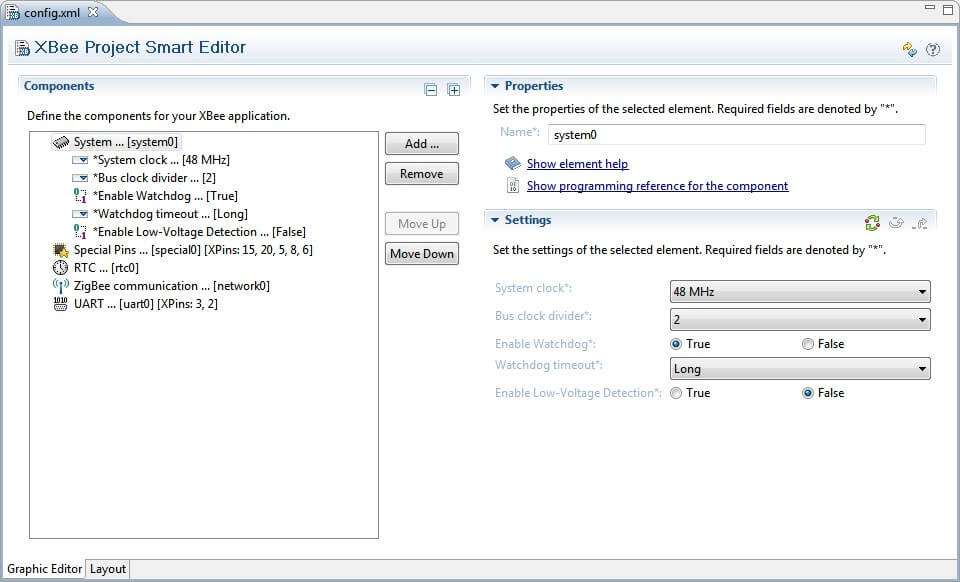 config.xml
XBee Project Smart Editor
Components
Define the components for your XBee application.
System ... [system0]
*System clock ... [48 MHz]
*Bus clock divider ... [2]
*Enable Watchdog ... [True]
*Watchdog timeout ... [Long]
*Enable Low-Voltage Detection ... [False]
Special Pins ... [special0] [XPins: 15, 20, 5, 8, 6]
RTC ... [rtc0]
ZigBee communication ... [network0]
UART ... [uart0] [XPins: 3, 2]
Add ...
Remove
Move Up
Move Down
Properties
Set the properties of the selected element. Required fields are denoted by "*".
Name*: system0
Show element help
Show programming reference for the component
Settings
Set the settings of the selected element. Required fields are denoted by "*".
System clock*: 48 MHz
Bus clock divider*: 2
Enable Watchdog*: True False
Watchdog timeout*: Long
Enable Low-Voltage Detection*: True False
Graphic Editor Layout